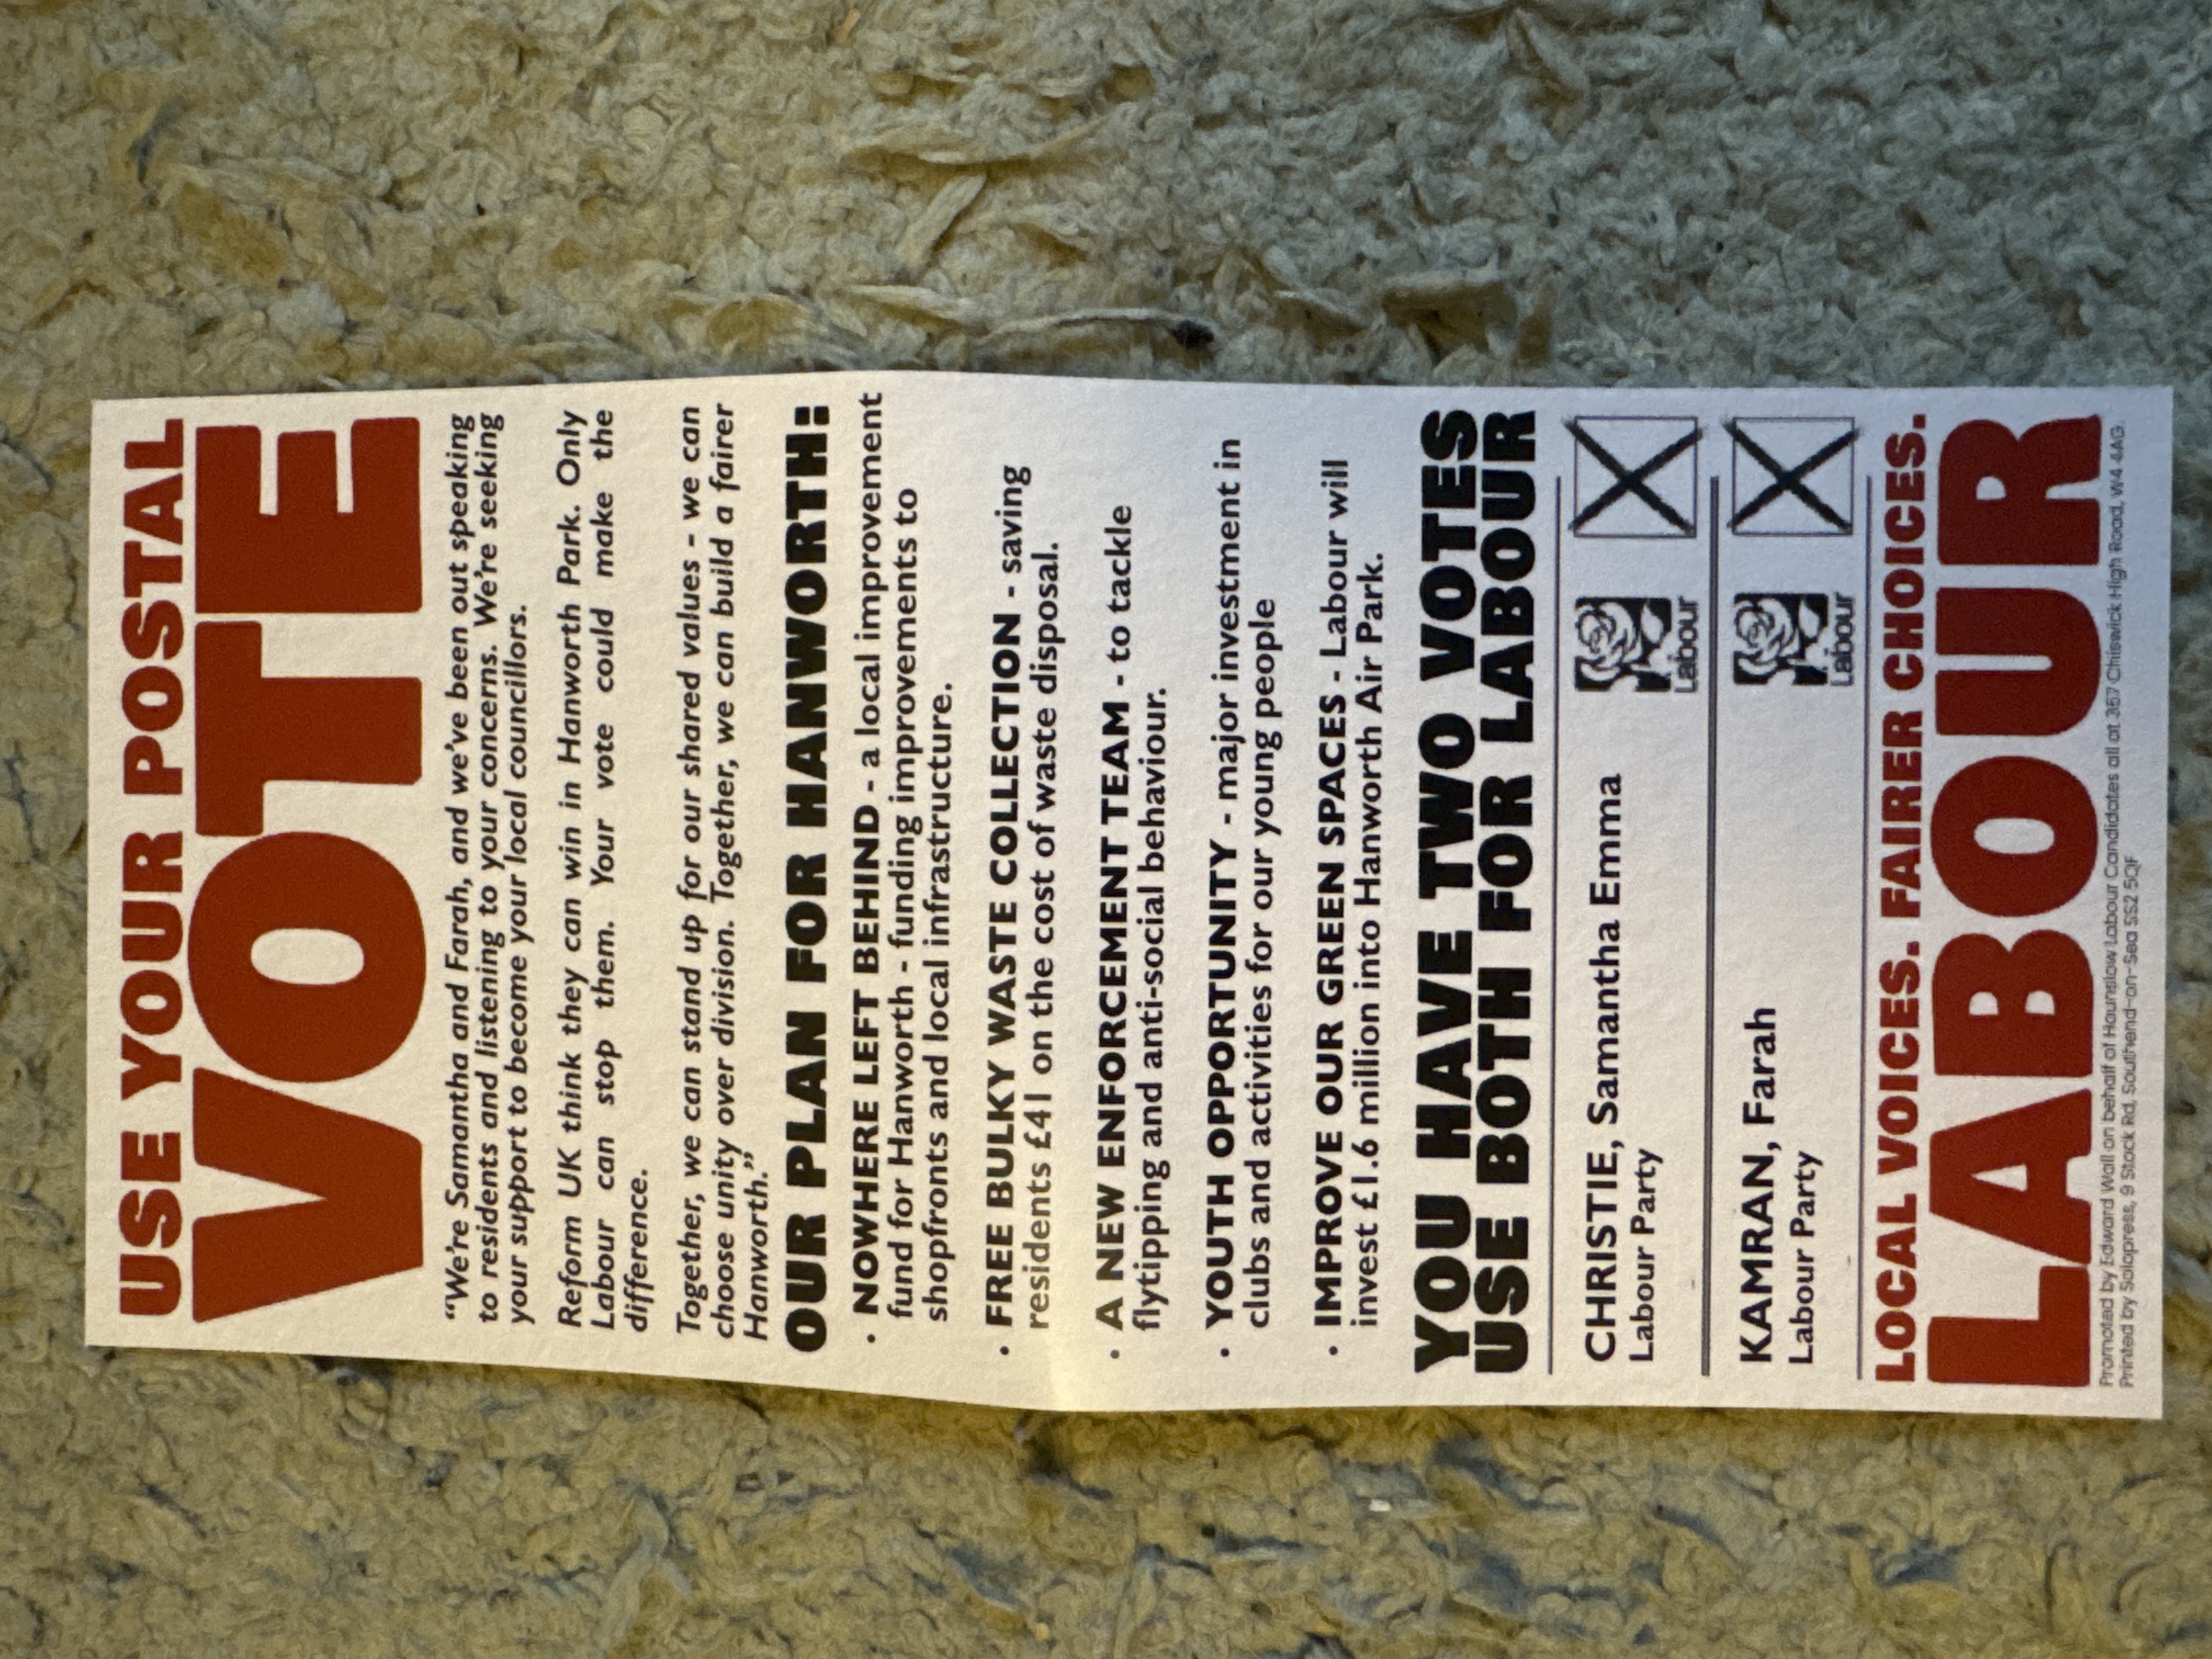 USE YOUR POSTAL
VOTE
“We’re Samantha and Farah, and we’ve been out speaking
to residents and listening to your concerns. We’re seeking
your support to become your local councillors.
Reform UK think they can win in Hanworth Park. Only
Labour can stop them. Your vote could make the
difference.
Together, we can stand up for our shared values - we can
choose unity over division. Together, we can build a fairer
Hanworth.”
OUR PLAN FOR HANWORTH:
· NOWHERE LEFT BEHIND - a local improvement
fund for Hanworth - funding improvements to
shopfronts and local infrastructure.
· FREE BULKY WASTE COLLECTION - saving
residents £41 on the cost of waste disposal.
· A NEW ENFORCEMENT TEAM - to tackle
flytipping and anti-social behaviour.
· YOUTH OPPORTUNITY - major investment in
clubs and activities for our young people
· IMPROVE OUR GREEN SPACES - Labour will
invest £1.6 million into Hanworth Air Park.
YOU HAVE TWO VOTES
USE BOTH FOR LABOUR
CHRISTIE, Samantha Emma
Labour Party
Labour
KAMRAN, Farah
Labour Party
Labour
LOCAL VOICES. FAIRER CHOICES.
LABOUR
Promoted by Edward Wall on behalf of Hounslow Labour Candidates all at 367 Chiswick High Road, W4 4AG.
Printed by Solopress, 9 Stock Rd, Southend-on-Sea SS2 5QF